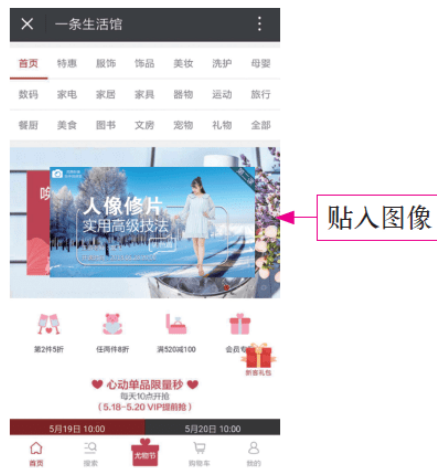 一条生活馆
首页 特惠 服饰 饰品 美妆 洗护 母婴
数码 家电 家居 家具 器物 运动 旅行
餐厨 美食 图书 文房 宠物 礼物 全部
人像修片
实用高级技法
贴入图像
第2件5折 任两件8折 满520减100 会员专
新客礼包
心动单品限量秒
每天10点开抢
(5.18-5.20 VIP提前抢)
5月19日 10:00 5月20日 10:00
首页 搜索 尤物节 购物车 我的